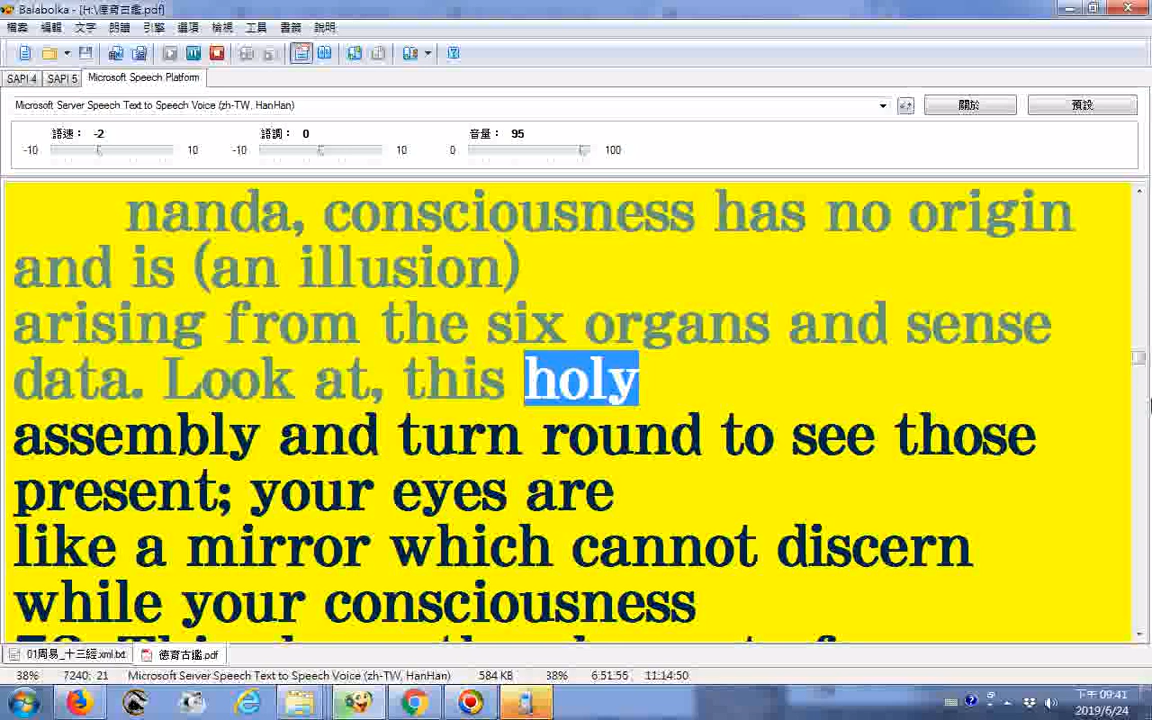 Balabolka - [H:\德育古鑑.pdf]
檔案 編輯 文字 朗讀 引擎 選項 檢視 工具 書籤 說明
SAPI 4 SAPI 5 Microsoft Speech Platform
Microsoft Server Speech Text to Speech Voice (zh-TW, HanHan) 關於 預設
語速： -2 語調： 0 音量： 95
-10 10 -10 10 0 100
nanda, consciousness has no origin
and is (an illusion)
arising from the six organs and sense
data. Look at, this holy
assembly and turn round to see those
present; your eyes are
like a mirror which cannot discern
while your consciousness
01周易_十三經.xml.txt 德育古鑑.pdf
38% 7240; 21 Microsoft Server Speech Text to Speech Voice (zh-TW, HanHan) 584 KB 38% 6:51:55 11:14:50
下午 09:41
2019/6/24